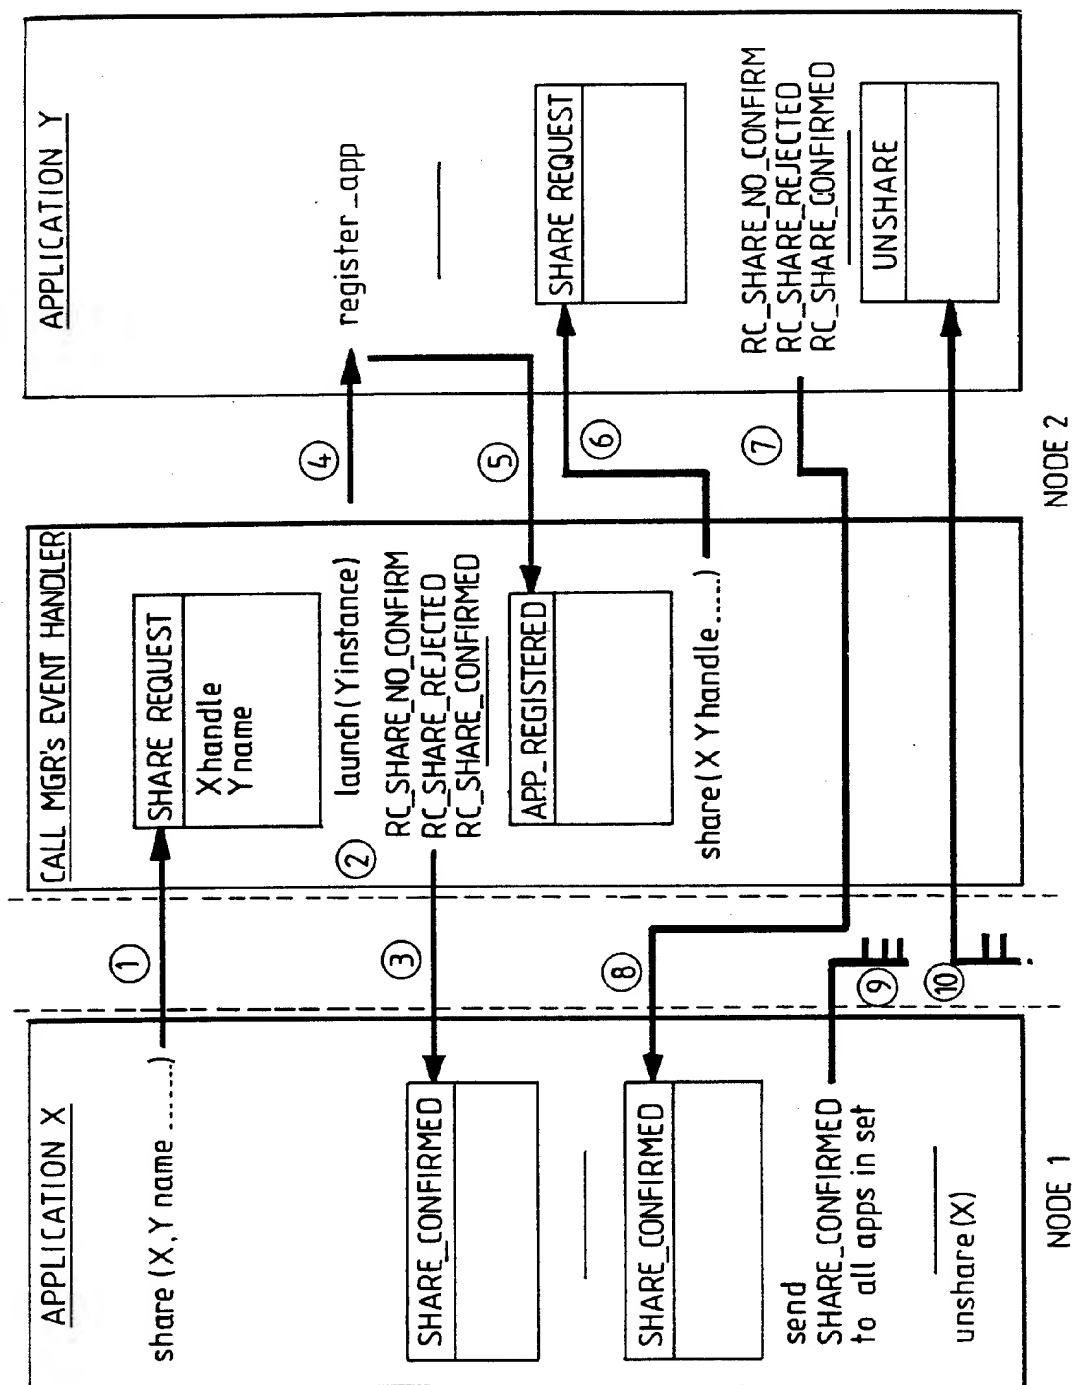 APPLICATION X
share(X,Y name ......)
SHARE_CONFIRMED
SHARE_CONFIRMED
send
SHARE_CONFIRMED
to all apps in set
unshare(X)
NODE 1
1
3
8
9
10
CALL MGR's EVENT HANDLER
SHARE REQUEST
X handle
Y name
2
launch(Yinstance)
RC_SHARE_NO_CONFIRM
RC_SHARE_REJECTED
RC_SHARE_CONFIRMED
APP_REGISTERED
share(X Yhandle.....)
4
5
6
7
APPLICATION Y
register_app
SHARE REQUEST
RC_SHARE_NO_CONFIRM
RC_SHARE_REJECTED
RC_SHARE_CONFIRMED
UNSHARE
NODE 2